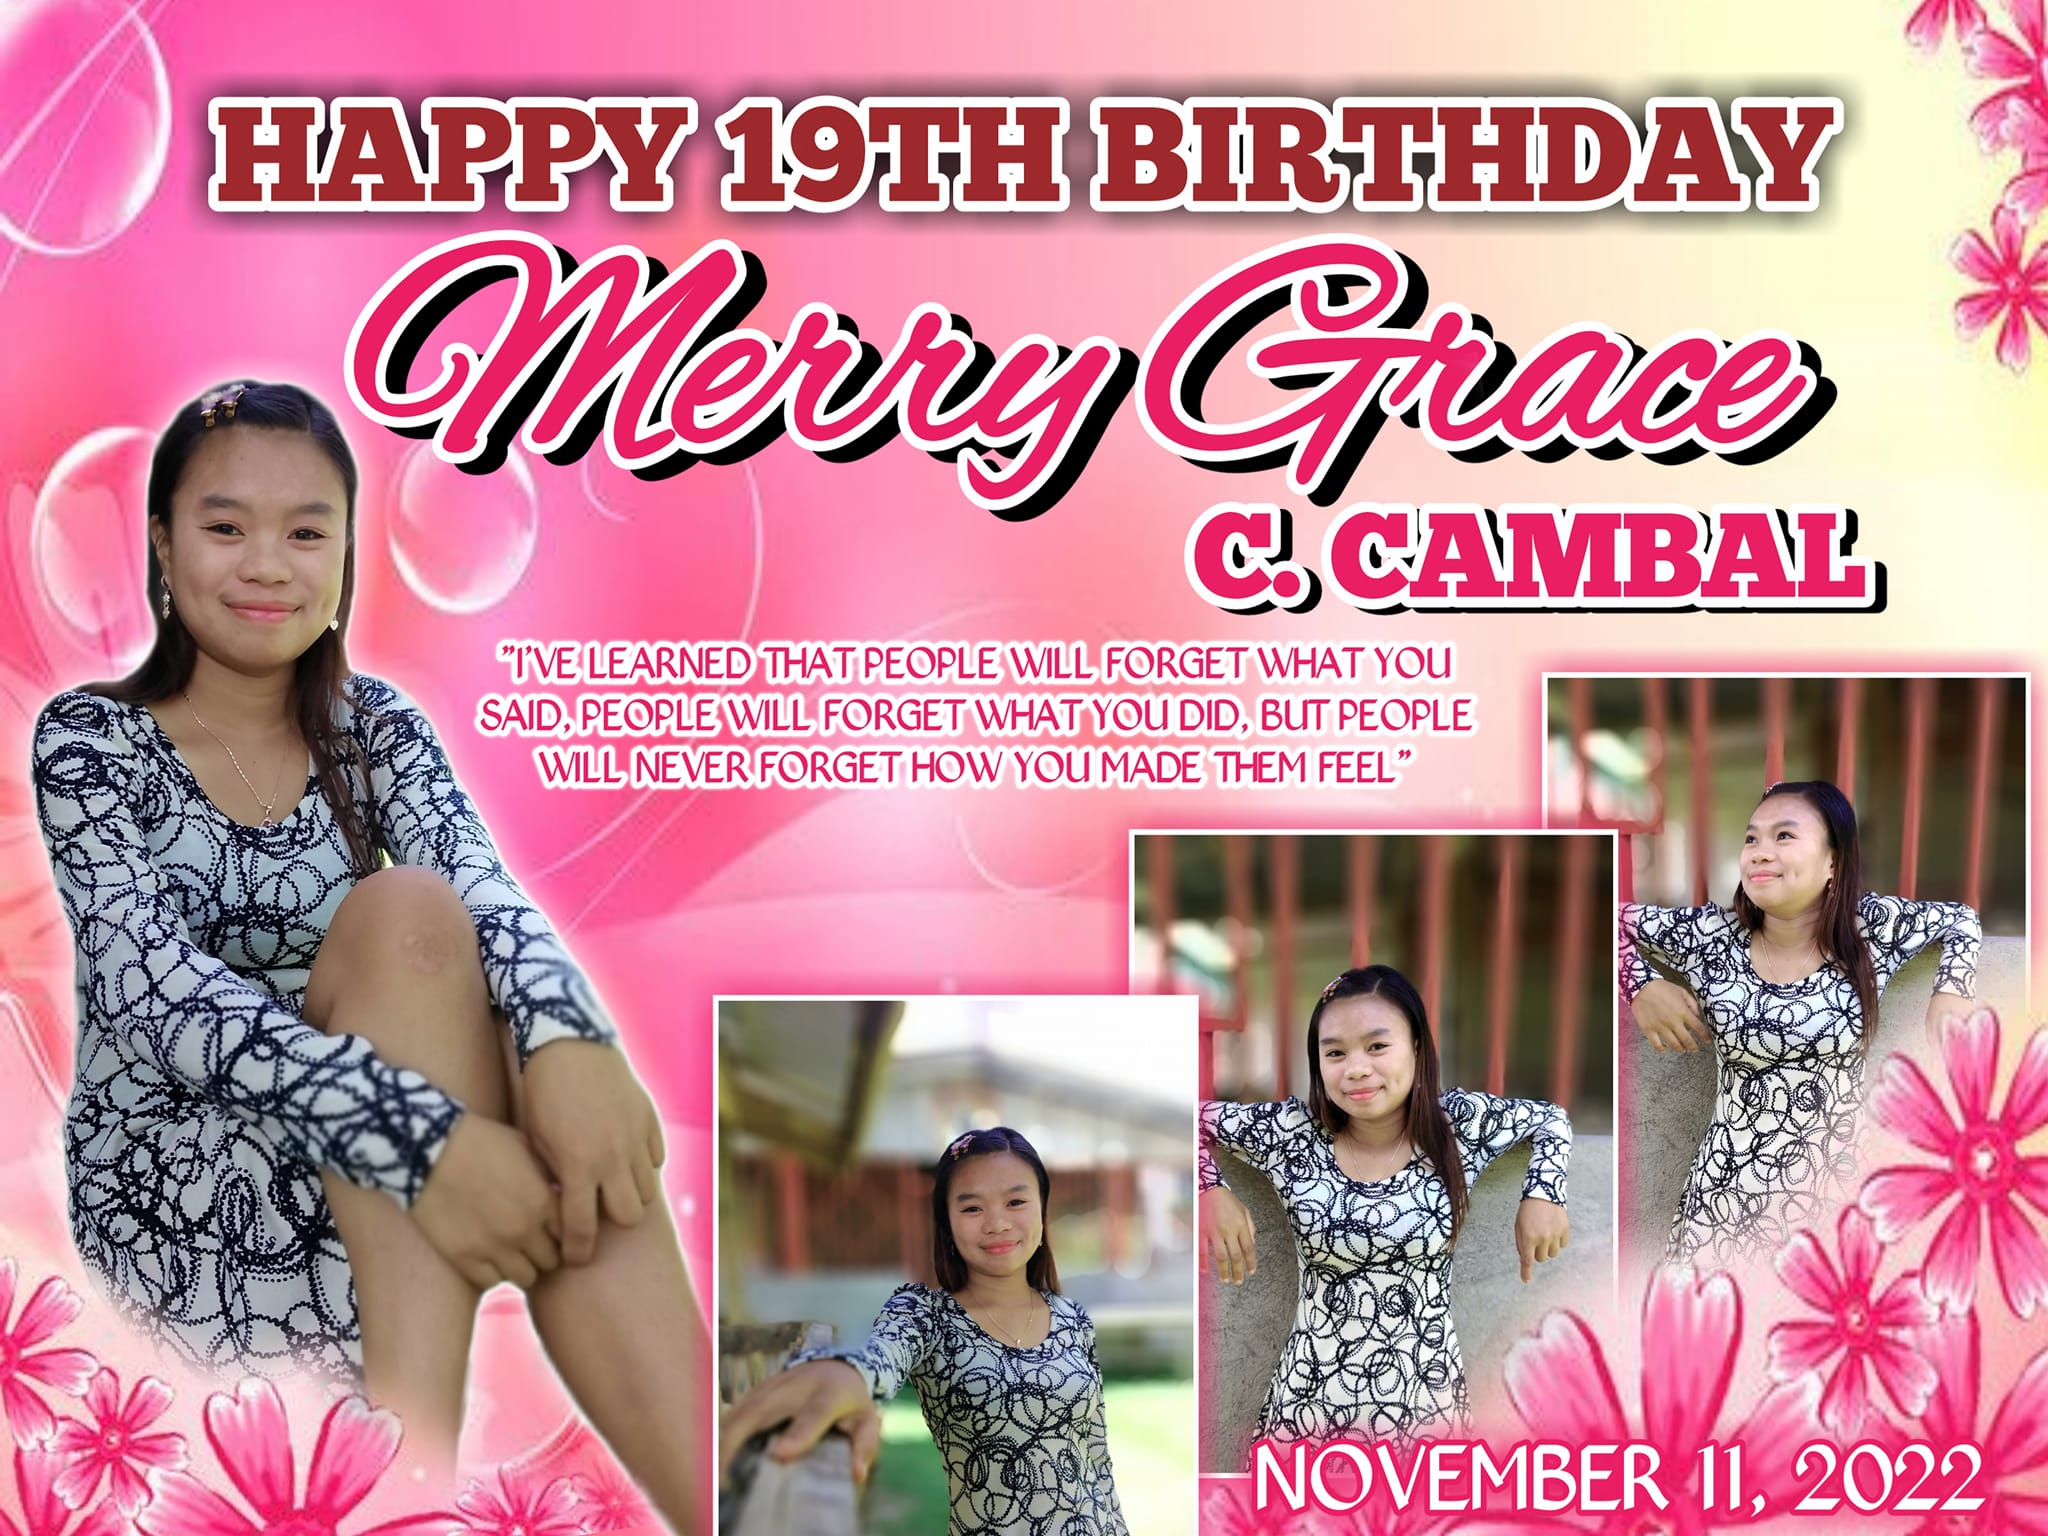 HAPPY 19TH BIRTHDAY
Merry Grace
C. CAMBAL
"I'VE LEARNED THAT PEOPLE WILL FORGET WHAT YOU
SAID, PEOPLE WILL FORGET WHAT YOU DID, BUT PEOPLE
WILL NEVER FORGET HOW YOU MADE THEM FEEL"
NOVEMBER 11, 2022